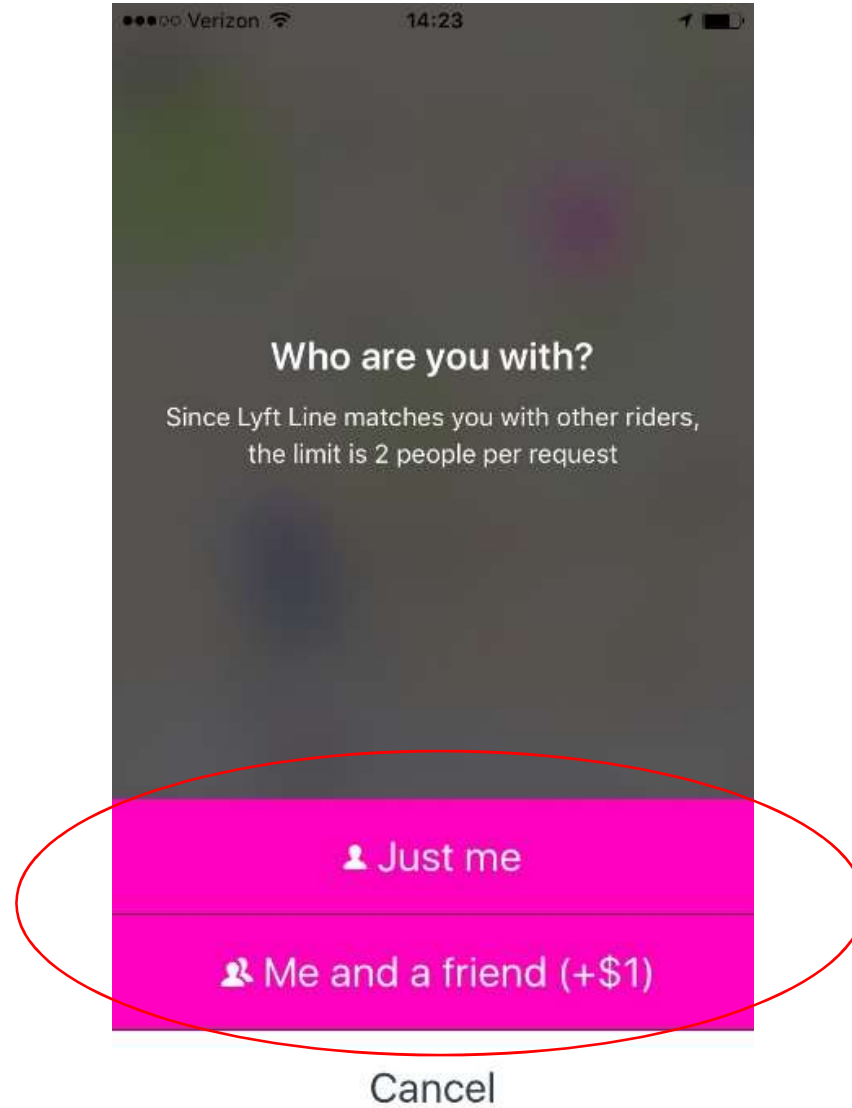 Verizon 14:23
Who are you with?
Since Lyft Line matches you with other riders,
the limit is 2 people per request
Just me
Me and a friend (+$1)
Cancel